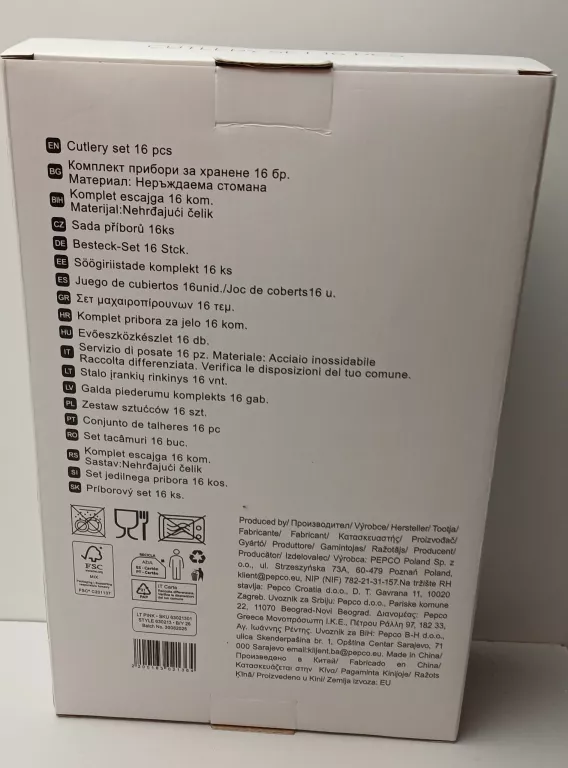 CUTLERY SET 16 PCS
EN Cutlery set 16 pcs
BG Комплект прибори за хранене 16 бр.
Материал: Неръждаема стомана
BIH Komplet escajga 16 kom.
Materijal:Nehrđajući čelik
CZ Sada příborů 16ks
DE Besteck-Set 16 Stck.
EE Söögiriistade komplekt 16 ks
ES Juego de cubiertos 16unid./Joc de coberts16 u.
GR Σετ μαχαιροπίρουνων 16 τεμ.
HR Komplet pribora za jelo 16 kom.
HU Evőeszközkészlet 16 db.
IT Servizio di posate 16 pz. Materiale: Acciaio inossidabile
Raccolta differenziata. Verifica le disposizioni del tuo comune.
LT Stalo įrankių rinkinys 16 vnt.
LV Galda piederumu komplekts 16 gab.
PL Zestaw sztućców 16 szt.
PT Conjunto de talheres 16 pc
RO Set tacâmuri 16 buc.
RS Komplet escajga 16 kom.
Sastav:Nehrđajući čelik
SI Set jedilnega pribora 16 kos.
SK Príborový set 16 ks.
Produced by/ Производител/ Výrobce/ Hersteller/ Tootja/
Fabricante/ Fabricant/ Κατασκευαστής/ Proizvođač/
Gyártó/ Produttore/ Gamintojas/ Ražotājs/ Producent/
Producător/ Izdelovalec/ Výrobca: PEPCO Poland Sp. z
o.o., ul. Strzeszyńska 73A, 60-479 Poznań Poland,
klient@pepco.eu, NIP (NIF) 782-21-31-157.Na tržište RH
stavlja: Pepco Croatia d.o.o., D. T. Gavrana 11, 10020
Zagreb. Uvoznik za Srbiju: Pepco d.o.o., Pariske komune
22, 11070 Beograd-Novi Beograd. Διανομέας: Pepco
Greece Μονοπρόσωπη Ι.Κ.Ε., Πέτρου Ράλλη 97, 182 33,
Αγ. Ιωάννης Ρέντης. Uvoznik za BiH: Pepco B-H d.o.o.,
ulica Skenderpašina br. 1, Općina Centar Sarajevo, 71
000 Sarajevo email:klijent.ba@pepco.eu. Made in China/
Произведено в Китай/ Fabricado en China/
Κατασκευάζεται στην Κίνα/ Pagaminta Kinijoje/ Ražots
Ķīnā/ Proizvedeno u Kini/ Zemlja izvoza: EU
FSC
MIX
RECYCLE
PAP
IT Carta